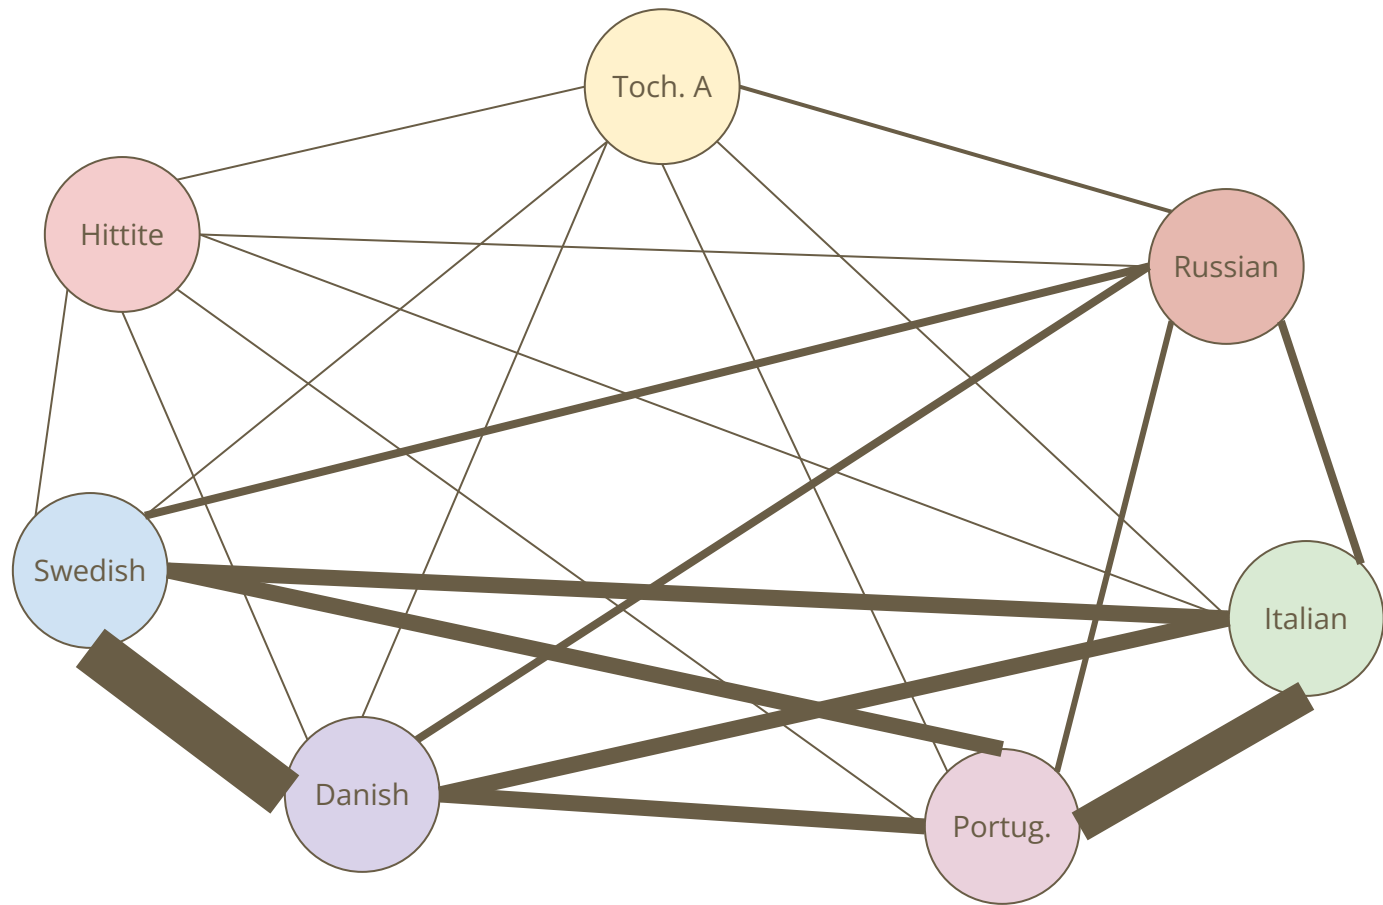 Toch. A
Hittite
Russian
Swedish
Italian
Danish
Portug.